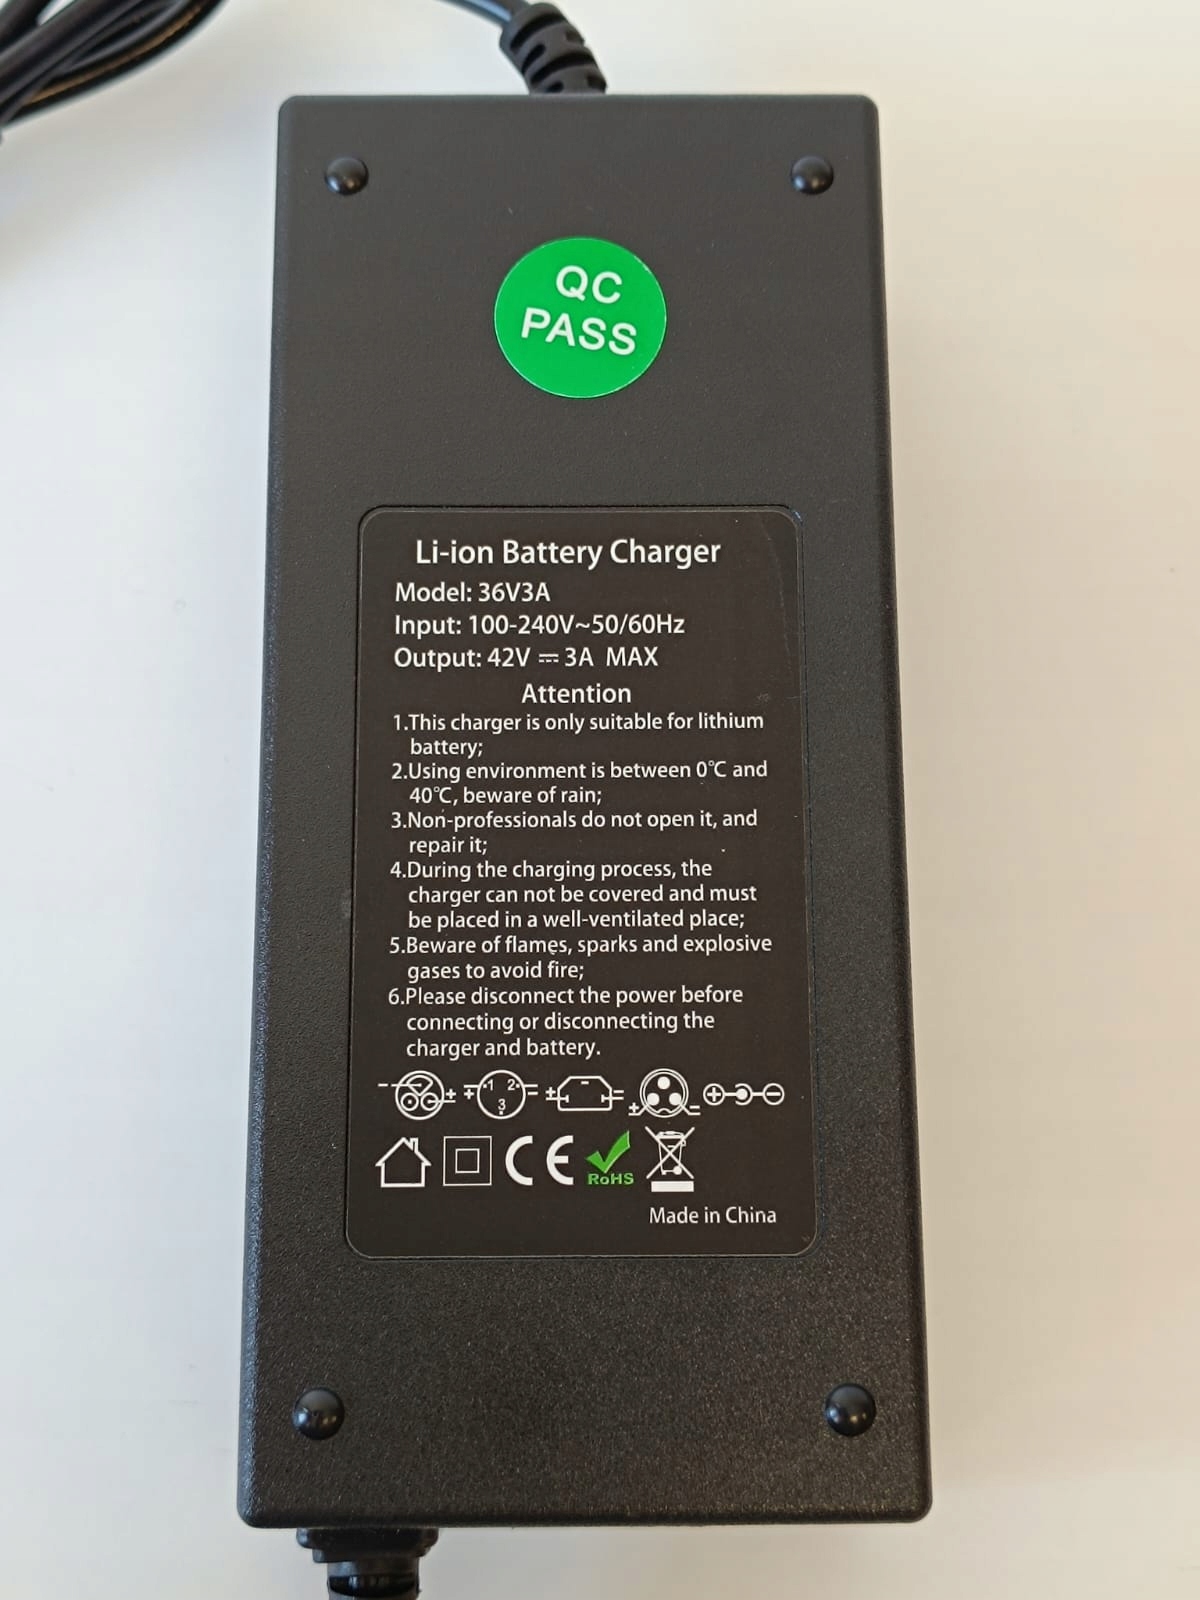 QC
PASS
Li-ion Battery Charger
Model: 36V3A
Input: 100-240V~50/60Hz
Output: 42V ⎓ 3A MAX
Attention
1.This charger is only suitable for lithium
battery;
2.Using environment is between 0℃ and
40℃, beware of rain;
3.Non-professionals do not open it, and
repair it;
4.During the charging process, the
charger can not be covered and must
be placed in a well-ventilated place;
5.Beware of flames, sparks and explosive
gases to avoid fire;
6.Please disconnect the power before
connecting or disconnecting the
charger and battery.
- + + 1 2 - 3 + - + - + -
CE RoHS
Made in China